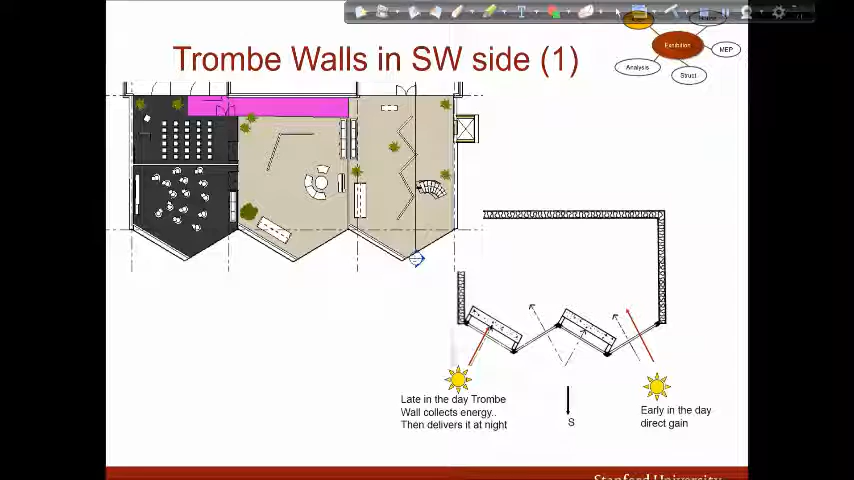 Trombe Walls in SW side (1)
Exhibition
MEP
Analysis
Struct
Late in the day Trombe
Wall collects energy..
Then delivers it at night
S
Early in the day
direct gain
Stanford University